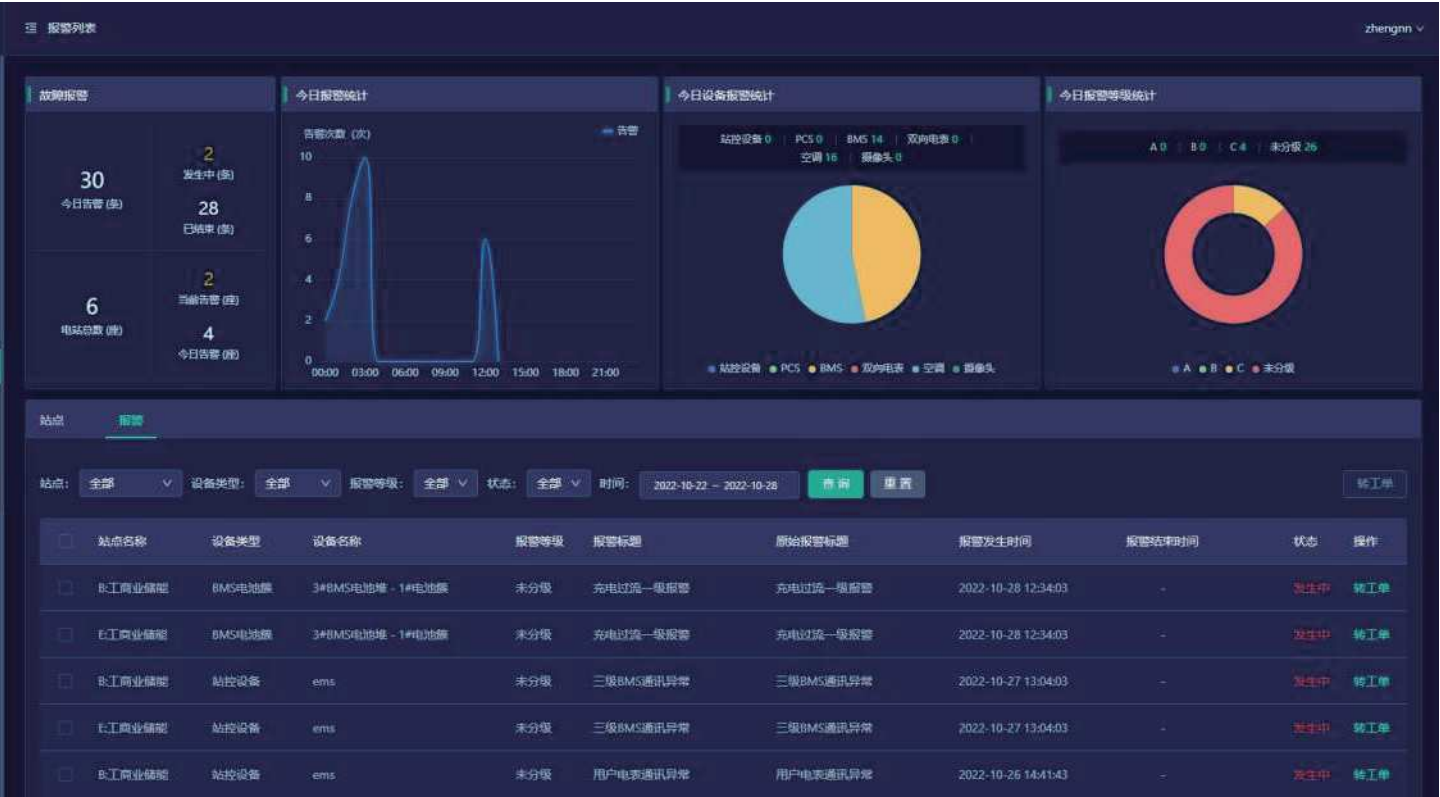 报警列表
zhengnn
故障报警
30
今日告警 (条)
2
发生中 (条)
28
已结束 (条)
6
电站总数 (座)
2
当前告警 (座)
4
今日告警 (座)
今日报警统计
告警次数 (次)
告警
10
8
6
4
2
0
00:00 03:00 06:00 09:00 12:00 15:00 18:00 21:00
今日设备报警统计
站控设备 0 PCS 0 BMS 14 双向电表 0
空调 16 摄像头 0
站控设备 PCS BMS 双向电表 空调 摄像头
今日报警等级统计
A 0 B 0 C 4 未分级 26
A B C 未分级
站点 报警
站点: 全部 设备类型: 全部 报警等级: 全部 状态: 全部 时间: 2022-10-22 ~ 2022-10-28 查询 重置 转工单
站点名称 设备类型 设备名称 报警等级 报警标题 原始报警标题 报警发生时间 报警结束时间 状态 操作
B:工商业储能 BMS电池簇 3#BMS电池堆 - 1#电池簇 未分级 充电过流一级报警 充电过流一级报警 2022-10-28 12:34:03 - 发生中 转工单
E:工商业储能 BMS电池簇 3#BMS电池堆 - 1#电池簇 未分级 充电过流一级报警 充电过流一级报警 2022-10-28 12:34:03 - 发生中 转工单
B:工商业储能 站控设备 ems 未分级 三级BMS通讯异常 三级BMS通讯异常 2022-10-27 13:04:03 - 发生中 转工单
E:工商业储能 站控设备 ems 未分级 三级BMS通讯异常 三级BMS通讯异常 2022-10-27 13:04:03 - 发生中 转工单
B:工商业储能 站控设备 ems 未分级 用户电表通讯异常 用户电表通讯异常 2022-10-26 14:41:43 - 发生中 转工单